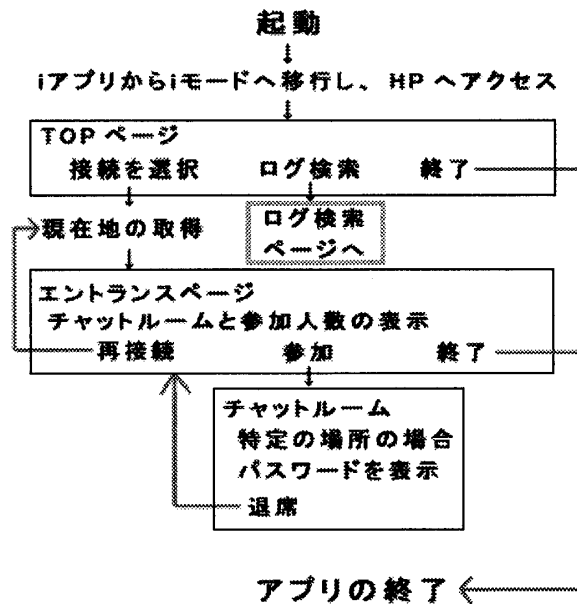 起動
iアプリからiモードへ移行し、HPへアクセス
TOPページ
接続を選択 ログ検索 終了
現在地の取得
ログ検索
ページへ
エントランスページ
チャットルームと参加人数の表示
再接続 参加 終了
チャットルーム
特定の場所の場合
パスワードを表示
退席
アプリの終了